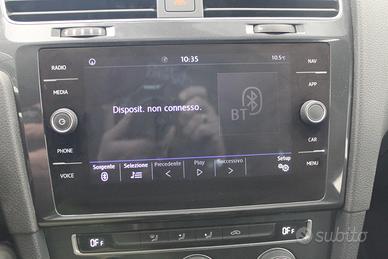 10:35
10.5°C
RADIO
NAV
MEDIA
APP
Disposit. non connesso.
BT
PHONE
CAR
Sorgente
Selezione
Precedente
Play
Successivo
Setup
VOICE
MENU
OFF
OFF
subito